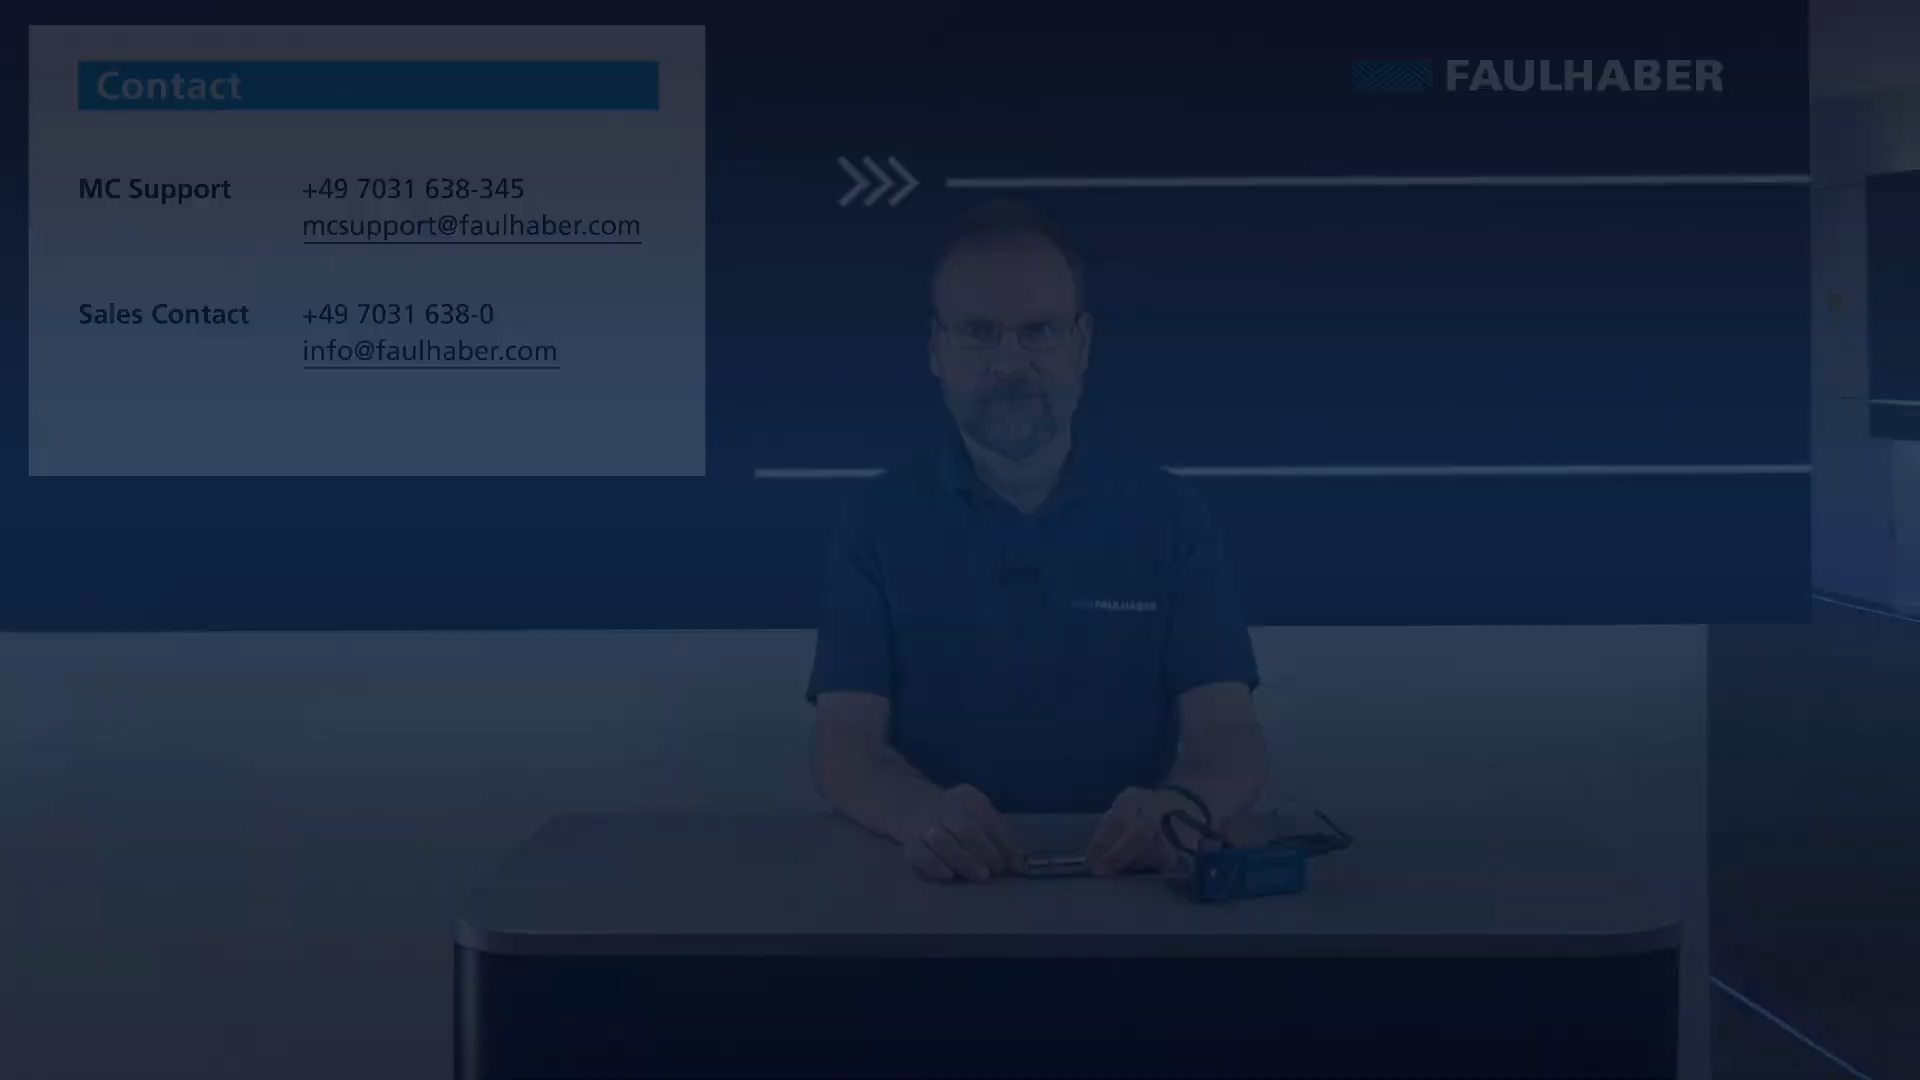 Contact
FAULHABER
MC Support +49 7031 638-345
mcsupport@faulhaber.com
Sales Contact +49 7031 638-0
info@faulhaber.com
FAULHABER